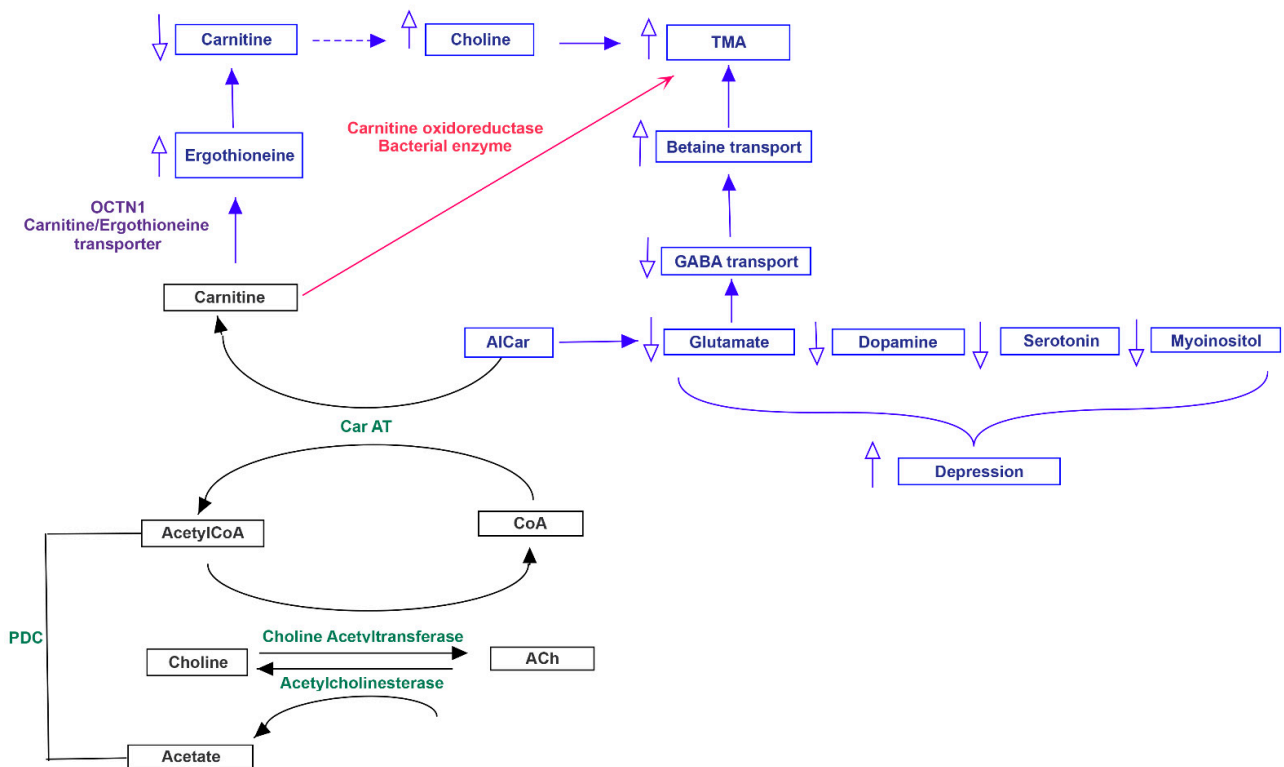 Carnitine
Choline
TMA
Carnitine oxidoreductase
Bacterial enzyme
Ergothioneine
Betaine transport
OCTN1
Carnitine/Ergothioneine
transporter
GABA transport
Carnitine
AlCar
Glutamate
Dopamine
Serotonin
Myoinositol
Car AT
Depression
AcetylCoA
CoA
PDC
Choline Acetyltransferase
Choline
ACh
Acetylcholinesterase
Acetate